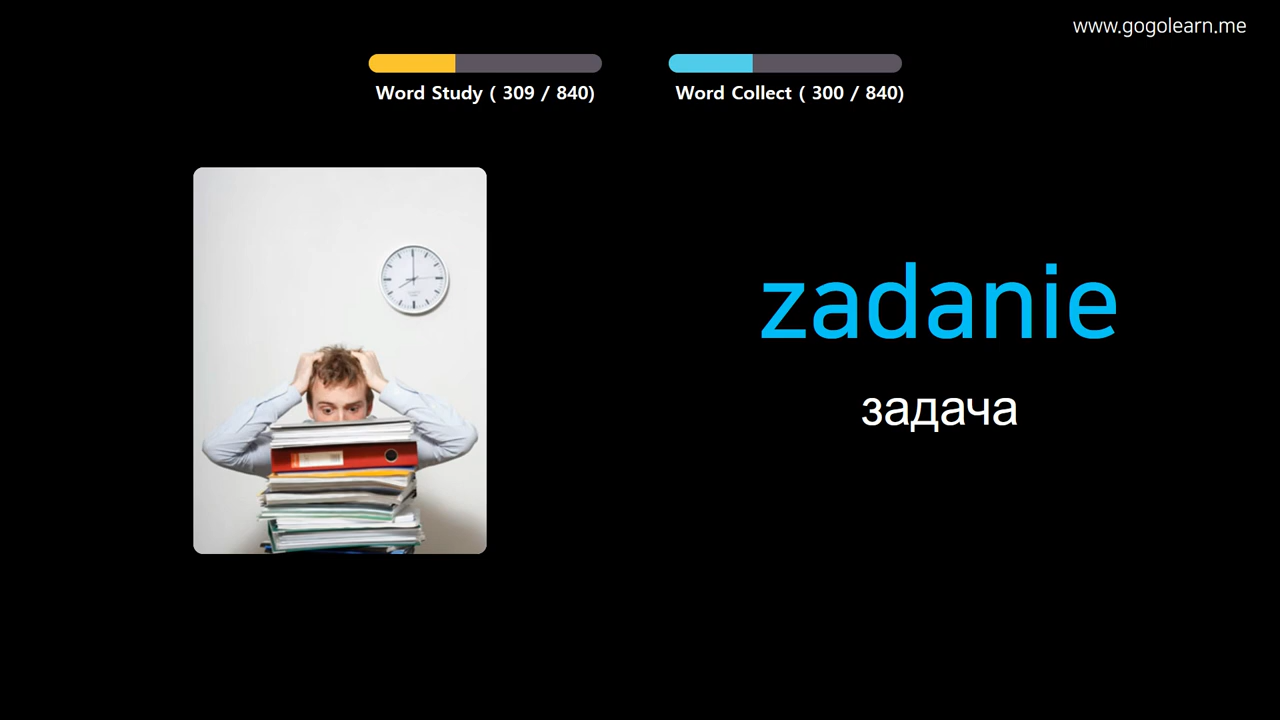 www.gogolearn.me
Word Study ( 309 / 840)
Word Collect ( 300 / 840)
zadanie
задача